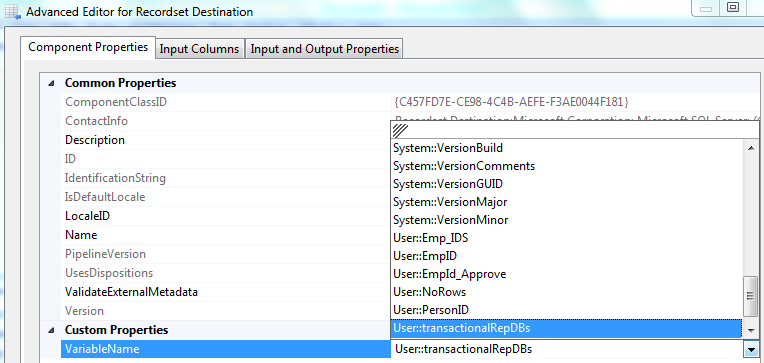 Advanced Editor for Recordset Destination
Component Properties Input Columns Input and Output Properties
Common Properties
ComponentClassID {C457FD7E-CE98-4C4B-AEFE-F3AE0044F181}
ContactInfo
Description
ID
IdentificationString
IsDefaultLocale
LocaleID
Name
PipelineVersion
UsesDispositions
ValidateExternalMetadata
Version
System::VersionBuild
System::VersionComments
System::VersionGUID
System::VersionMajor
System::VersionMinor
User::Emp_IDS
User::EmpID
User::EmpId_Approve
User::NoRows
User::PersonID
User::transactionalRepDBs
Custom Properties
VariableName User::transactionalRepDBs